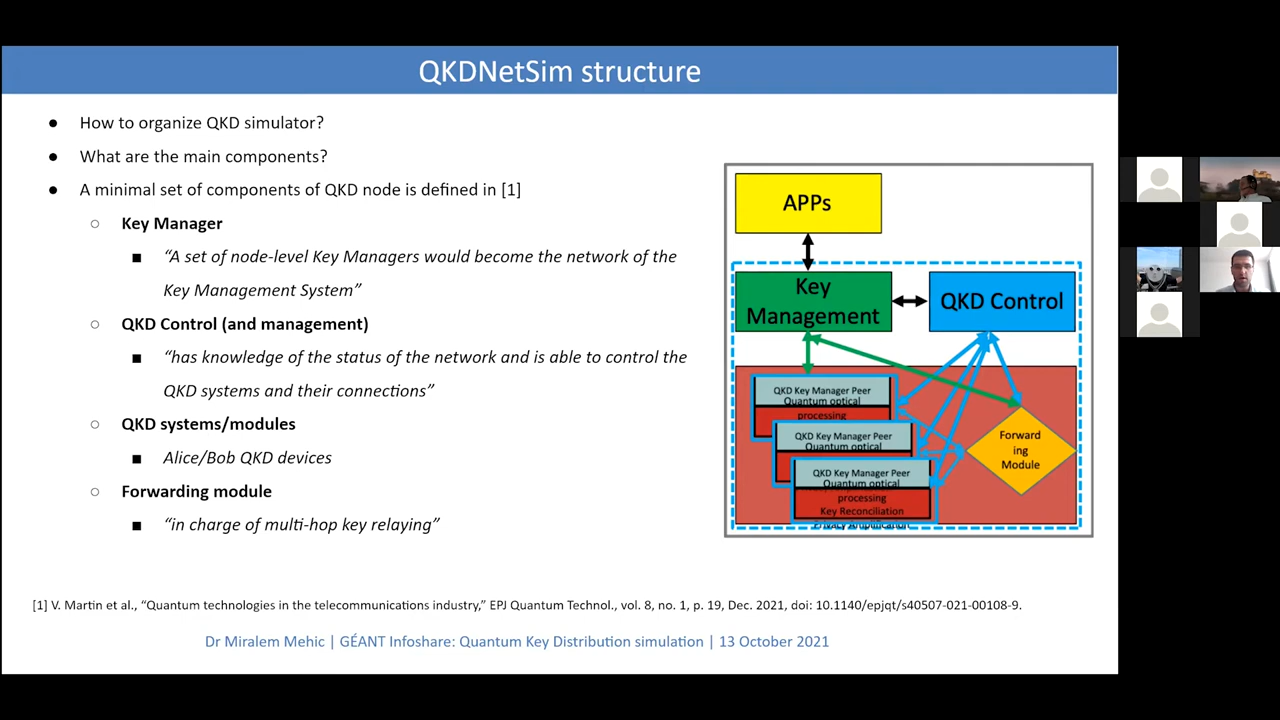 QKDNetSim structure
● How to organize QKD simulator?
● What are the main components?
● A minimal set of components of QKD node is defined in [1]
○ Key Manager
■ “A set of node-level Key Managers would become the network of the
Key Management System”
○ QKD Control (and management)
■ “has knowledge of the status of the network and is able to control the
QKD systems and their connections”
○ QKD systems/modules
■ Alice/Bob QKD devices
○ Forwarding module
■ “in charge of multi-hop key relaying”
APPs
Key
Management
QKD Control
QKD Key Manager Peer
Quantum optical
processing
QKD Key Manager Peer
Quantum optical
QKD Key Manager Peer
Quantum optical
processing
Key Reconciliation
Privacy Amplification
Forward
ing
Module
[1] V. Martin et al., “Quantum technologies in the telecommunications industry,” EPJ Quantum Technol., vol. 8, no. 1, p. 19, Dec. 2021, doi: 10.1140/epjqt/s40507-021-00108-9.
Dr Miralem Mehic | GÉANT Infoshare: Quantum Key Distribution simulation | 13 October 2021